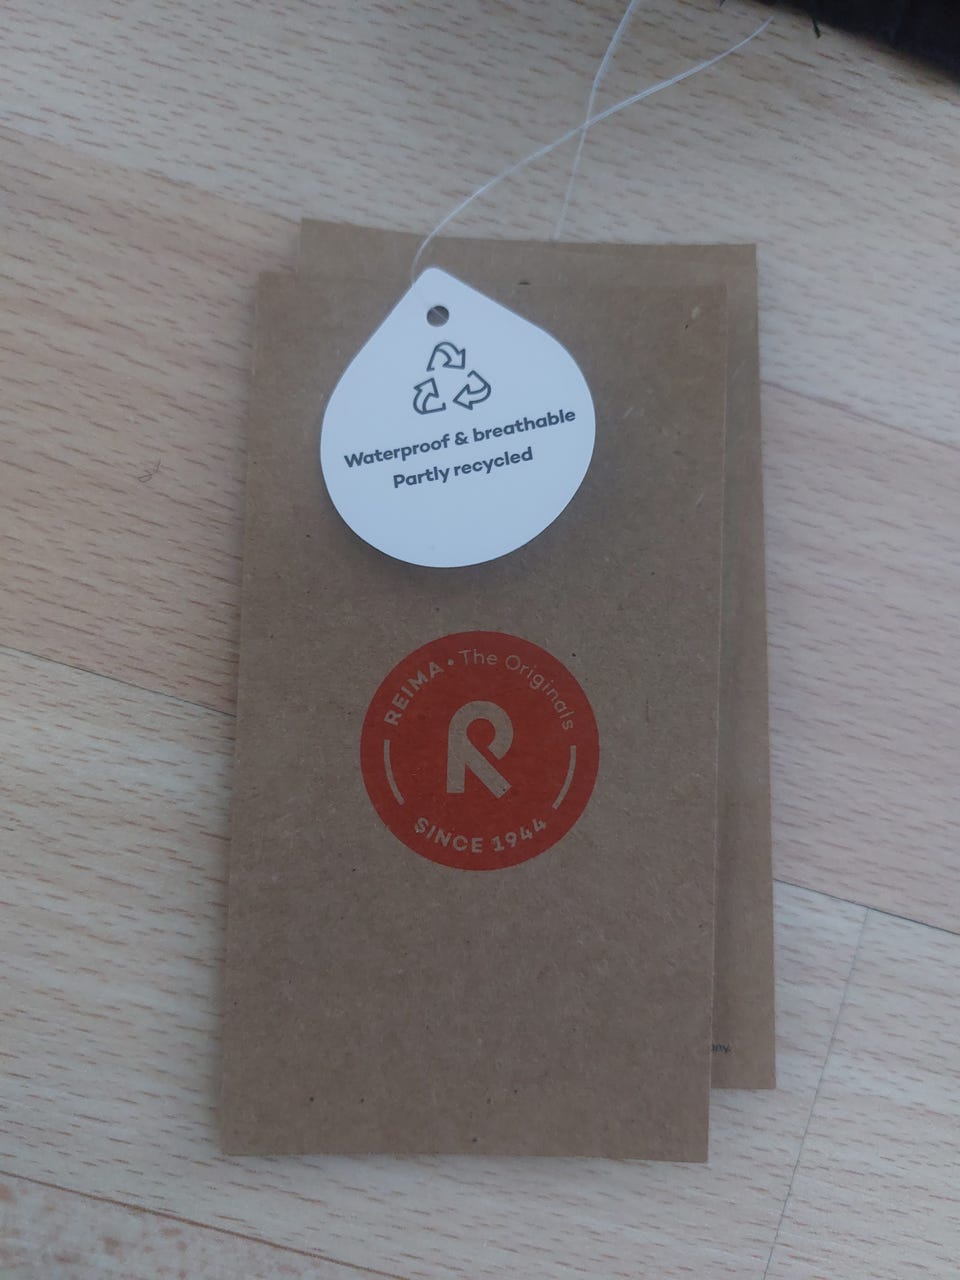 Waterproof & breathable
Partly recycled
REIMA • The Originals
R
SINCE 1944